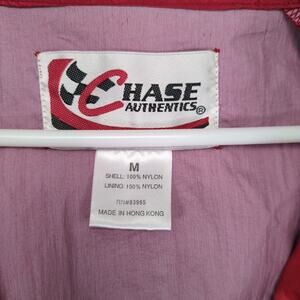 CHASE
AUTHENTICS®
M
SHELL: 100% NYLON
LINING: 100% NYLON
MADE IN HONG KONG